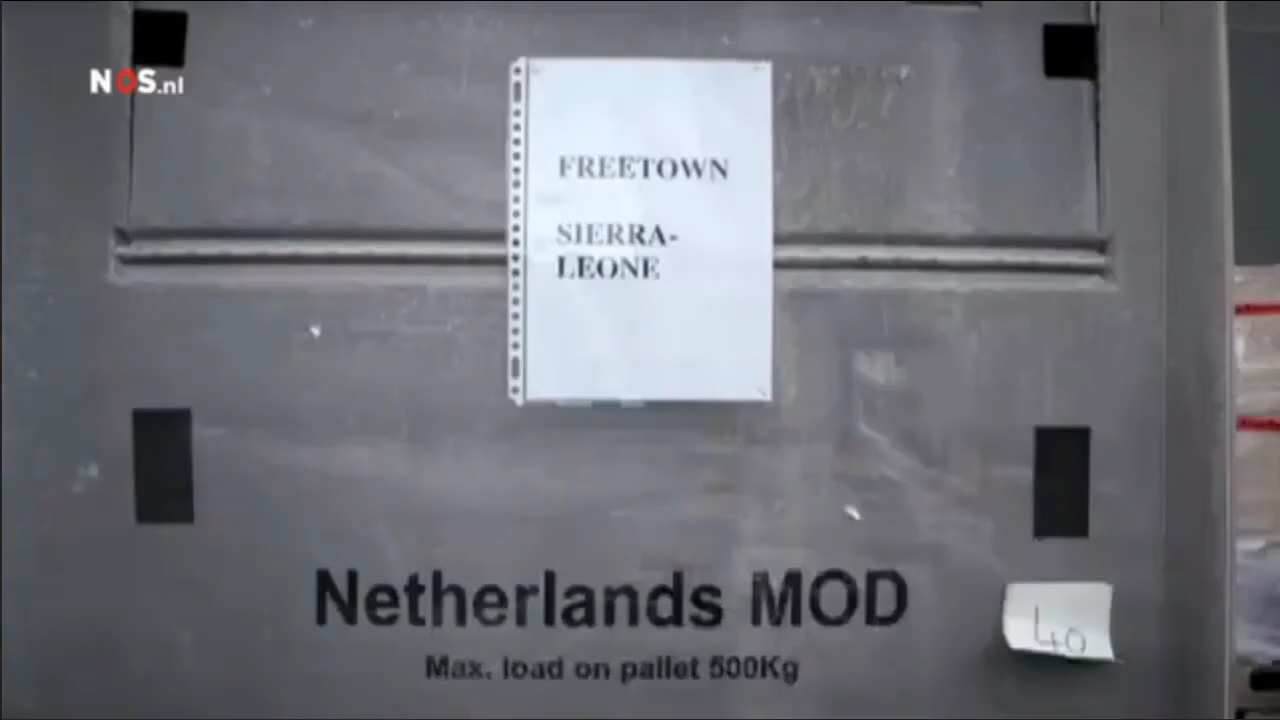 NOS.nl
FREETOWN
SIERRA-
LEONE
Netherlands MOD
Max. load on pallet 500Kg
40